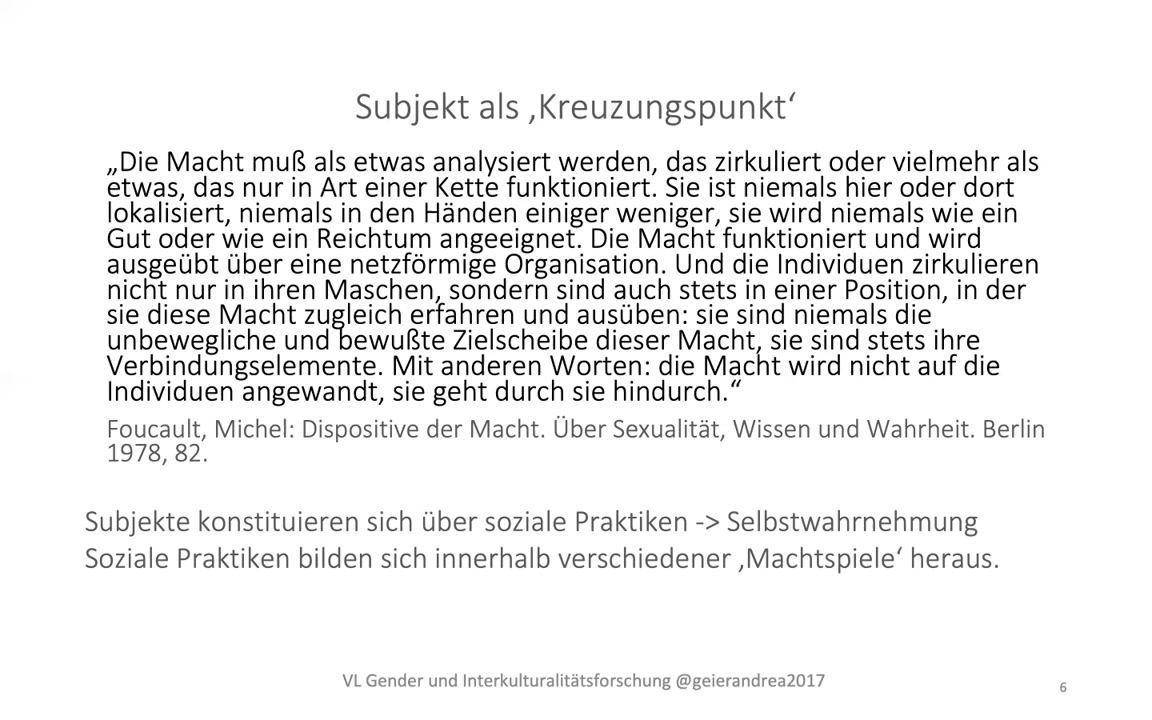 Subjekt als ‚Kreuzungspunkt‘
„Die Macht muß als etwas analysiert werden, das zirkuliert oder vielmehr als
etwas, das nur in Art einer Kette funktioniert. Sie ist niemals hier oder dort
lokalisiert, niemals in den Händen einiger weniger, sie wird niemals wie ein
Gut oder wie ein Reichtum angeeignet. Die Macht funktioniert und wird
ausgeübt über eine netzförmige Organisation. Und die Individuen zirkulieren
nicht nur in ihren Maschen, sondern sind auch stets in einer Position, in der
sie diese Macht zugleich erfahren und ausüben: sie sind niemals die
unbewegliche und bewußte Zielscheibe dieser Macht, sie sind stets ihre
Verbindungselemente. Mit anderen Worten: die Macht wird nicht auf die
Individuen angewandt, sie geht durch sie hindurch.“
Foucault, Michel: Dispositive der Macht. Über Sexualität, Wissen und Wahrheit. Berlin
1978, 82.
Subjekte konstituieren sich über soziale Praktiken -> Selbstwahrnehmung
Soziale Praktiken bilden sich innerhalb verschiedener ‚Machtspiele‘ heraus.
VL Gender und Interkulturalitätsforschung @geierandrea2017
6